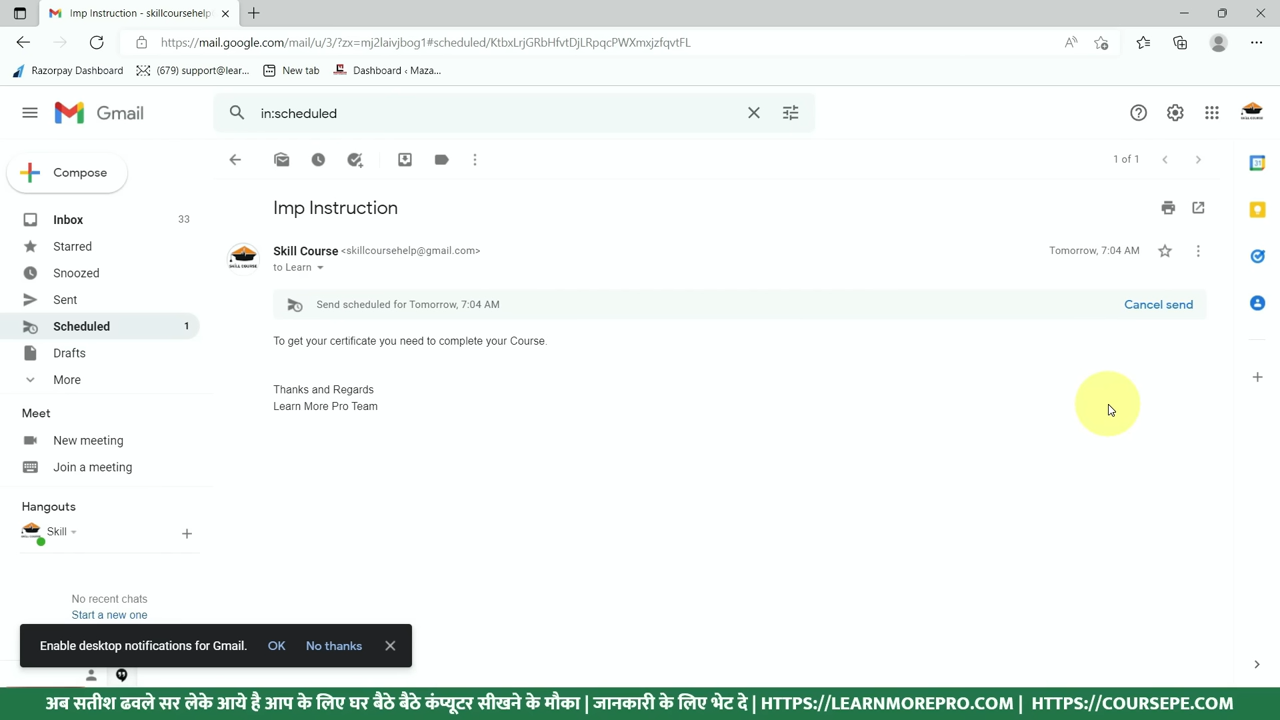 Imp Instruction - skillcoursehelp
https://mail.google.com/mail/u/3/?zx=mj2laivjbog1#scheduled/KtbxLrjGRbHfvtDjLRpqcPWXmxjzfqvtFL
Razorpay Dashboard
(679) support@lear...
New tab
Dashboard ‹ Maza...
Gmail
in:scheduled
Compose
1 of 1
Imp Instruction
Inbox 33
Starred
Snoozed
Sent
Scheduled 1
Drafts
More
Skill Course <skillcoursehelp@gmail.com>
Tomorrow, 7:04 AM
to Learn
Send scheduled for Tomorrow, 7:04 AM
Cancel send
To get your certificate you need to complete your Course.
Thanks and Regards
Learn More Pro Team
Meet
New meeting
Join a meeting
Hangouts
Skill
No recent chats
Start a new one
Enable desktop notifications for Gmail. OK No thanks
अब सतीश ढवले सर लेके आये है आप के लिए घर बैठे बैठे कंप्यूटर सीखने के मौका | जानकारी के लिए भेट दे | HTTPS://LEARNMOREPRO.COM | HTTPS://COURSEPE.COM